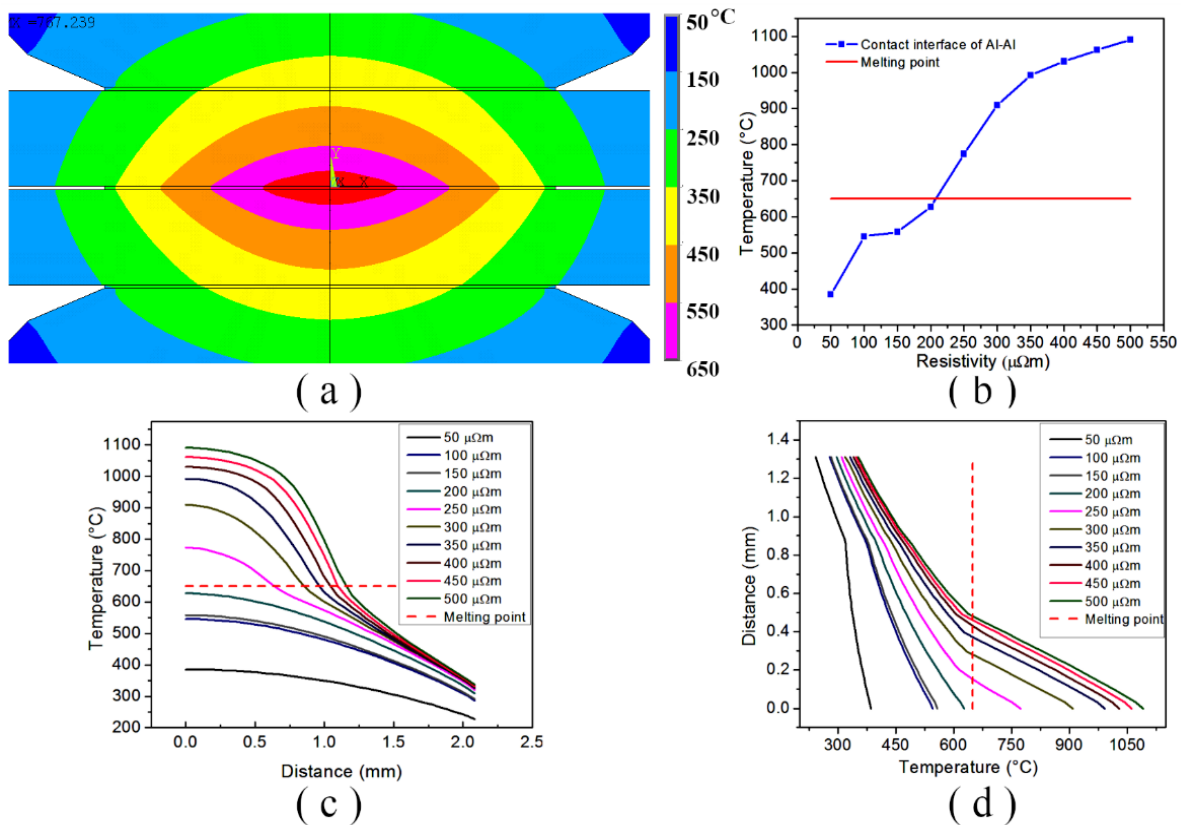 X =767.239
50 °C
150
250
350
450
550
650
Y
X X
( a )
Temperature (°C)
1100
1000
900
800
700
600
500
400
300
Contact interface of Al-Al
Melting point
50 100 150 200 250 300 350 400 450 500 550
Resistivity (μΩm)
( b )
Temperature (°C)
1100
1000
900
800
700
600
500
400
300
200
50 μΩm
100 μΩm
150 μΩm
200 μΩm
250 μΩm
300 μΩm
350 μΩm
400 μΩm
450 μΩm
500 μΩm
Melting point
0.0 0.5 1.0 1.5 2.0 2.5
Distance (mm)
( c )
Distance (mm)
1.4
1.2
1.0
0.8
0.6
0.4
0.2
0.0
50 μΩm
100 μΩm
150 μΩm
200 μΩm
250 μΩm
300 μΩm
350 μΩm
400 μΩm
450 μΩm
500 μΩm
Melting point
300 450 600 750 900 1050
Temperature (°C)
( d )